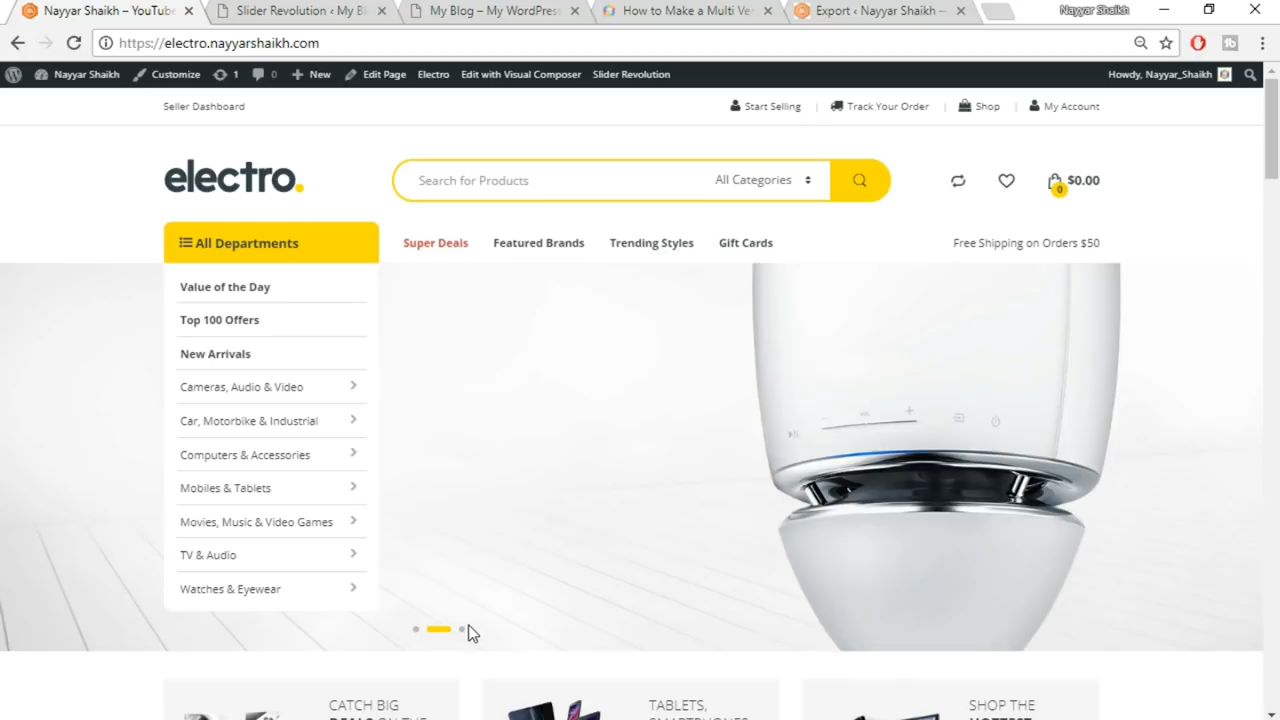 Nayyar Shaikh – YouTube
Slider Revolution ‹ My Bl
My Blog – My WordPress
How to Make a Multi Ve
Export ‹ Nayyar Shaikh —
Nayyar Shaikh
https://electro.nayyarshaikh.com
Nayyar Shaikh
Customize
1
0
New
Edit Page
Electro
Edit with Visual Composer
Slider Revolution
Howdy, Nayyar_Shaikh
Seller Dashboard
Start Selling
Track Your Order
Shop
My Account
electro.
Search for Products
All Categories
0
$0.00
All Departments
Super Deals
Featured Brands
Trending Styles
Gift Cards
Free Shipping on Orders $50
Value of the Day
Top 100 Offers
New Arrivals
Cameras, Audio & Video
Car, Motorbike & Industrial
Computers & Accessories
Mobiles & Tablets
Movies, Music & Video Games
TV & Audio
Watches & Eyewear
CATCH BIG
DEALS ON THE
TABLETS,
SMARTPHONES
SHOP THE
HOTTEST